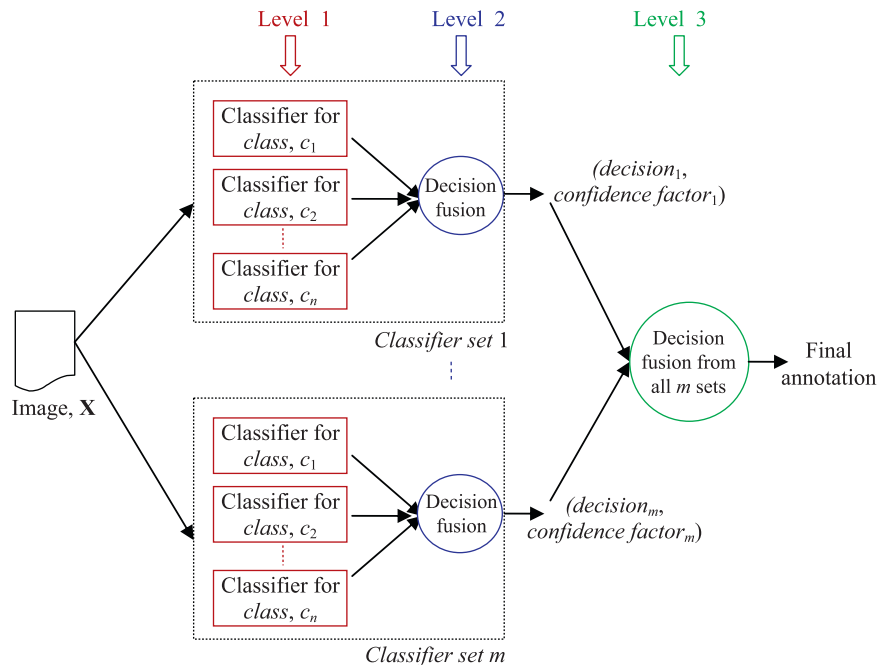 Level 1
Level 2
Level 3
Classifier for
class, c₁
Classifier for
class, c₂
Classifier for
class, cₙ
Decision
fusion
(decision₁,
confidence factor₁)
Classifier set 1
Image, X
Decision
fusion from
all m sets
Final
annotation
Classifier for
class, c₁
Classifier for
class, c₂
Classifier for
class, cₙ
Decision
fusion
(decisionₘ,
confidence factorₘ)
Classifier set m